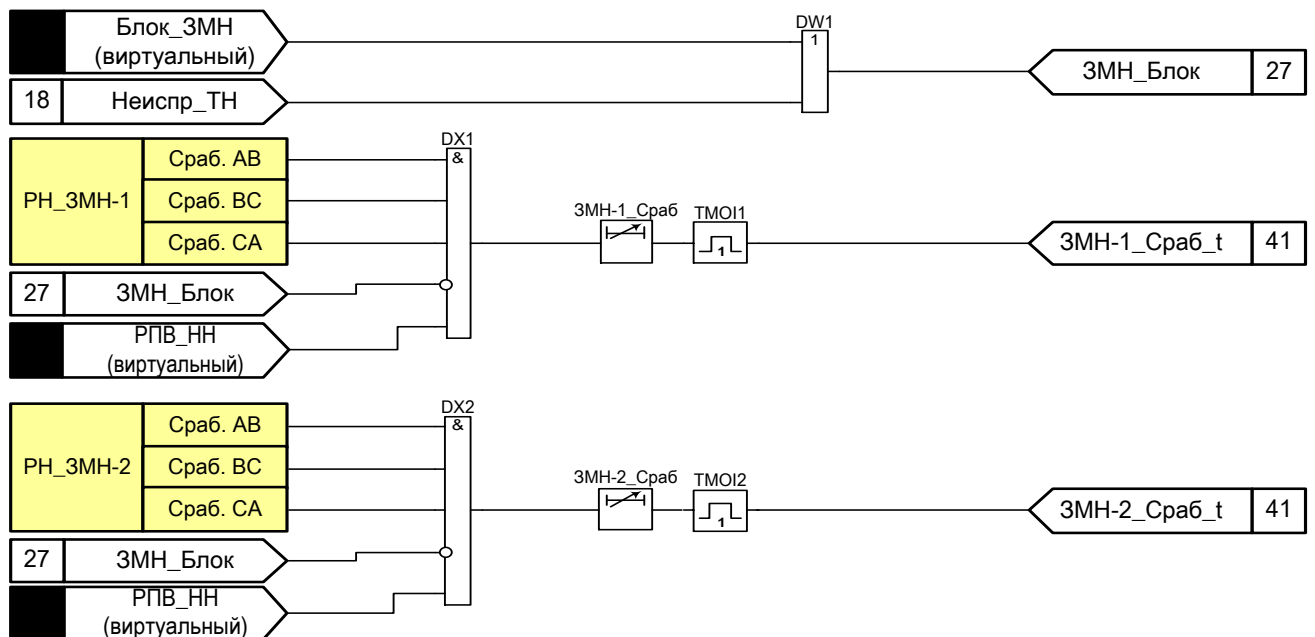 Блок_ЗМН
(виртуальный)
DW1
1
ЗМН_Блок 27
18 Неиспр_ТН
DX1
&
РН_ЗМН-1
Сраб. АВ
Сраб. ВС
Сраб. СА
ЗМН-1_Сраб
TMOI1
1
ЗМН-1_Сраб_t 41
27 ЗМН_Блок
РПВ_НН
(виртуальный)
DX2
&
РН_ЗМН-2
Сраб. АВ
Сраб. ВС
Сраб. СА
ЗМН-2_Сраб
TMOI2
1
ЗМН-2_Сраб_t 41
27 ЗМН_Блок
РПВ_НН
(виртуальный)